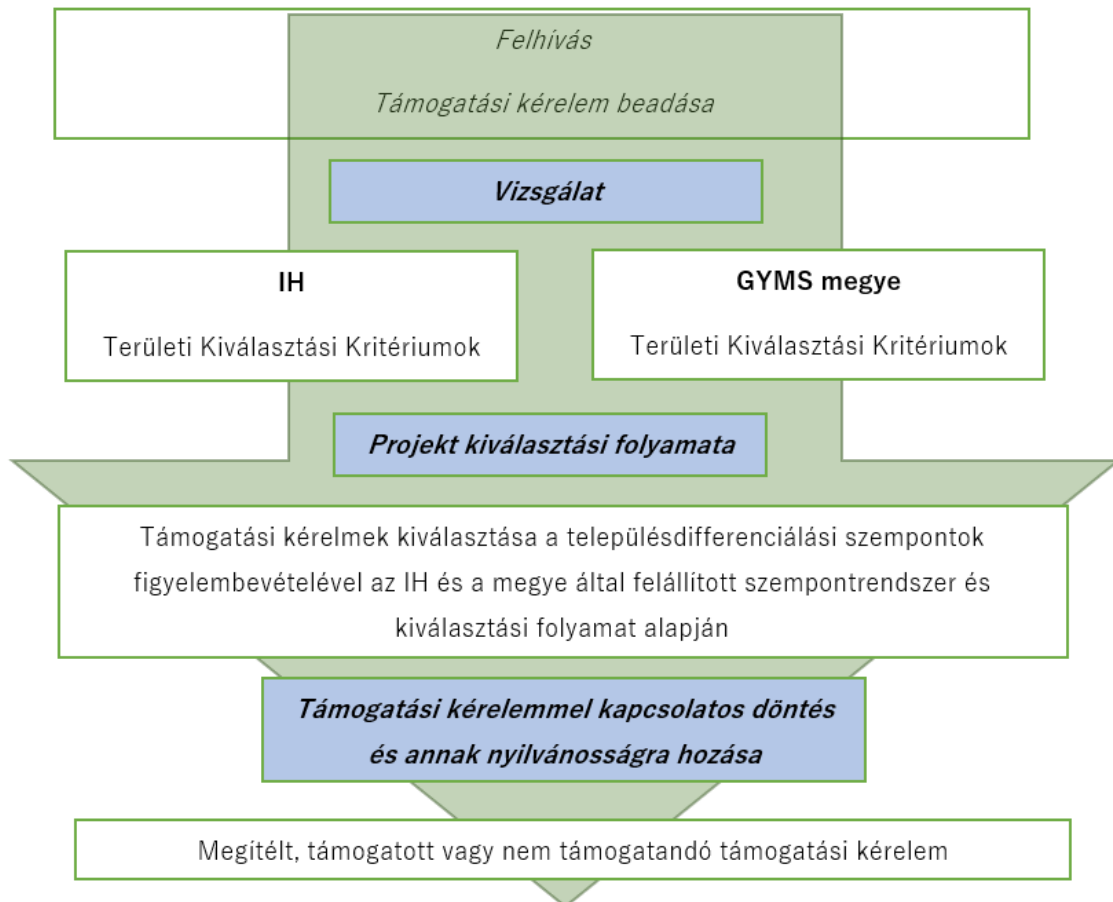 Felhívás
Támogatási kérelem beadása
Vizsgálat
IH
Területi Kiválasztási Kritériumok
GYMS megye
Területi Kiválasztási Kritériumok
Projekt kiválasztási folyamata
Támogatási kérelmek kiválasztása a településdifferenciálási szempontok
figyelembevételével az IH és a megye által felállított szempontrendszer és
kiválasztási folyamat alapján
Támogatási kérelemmel kapcsolatos döntés
és annak nyilvánosságra hozása
Megítélt, támogatott vagy nem támogatandó támogatási kérelem